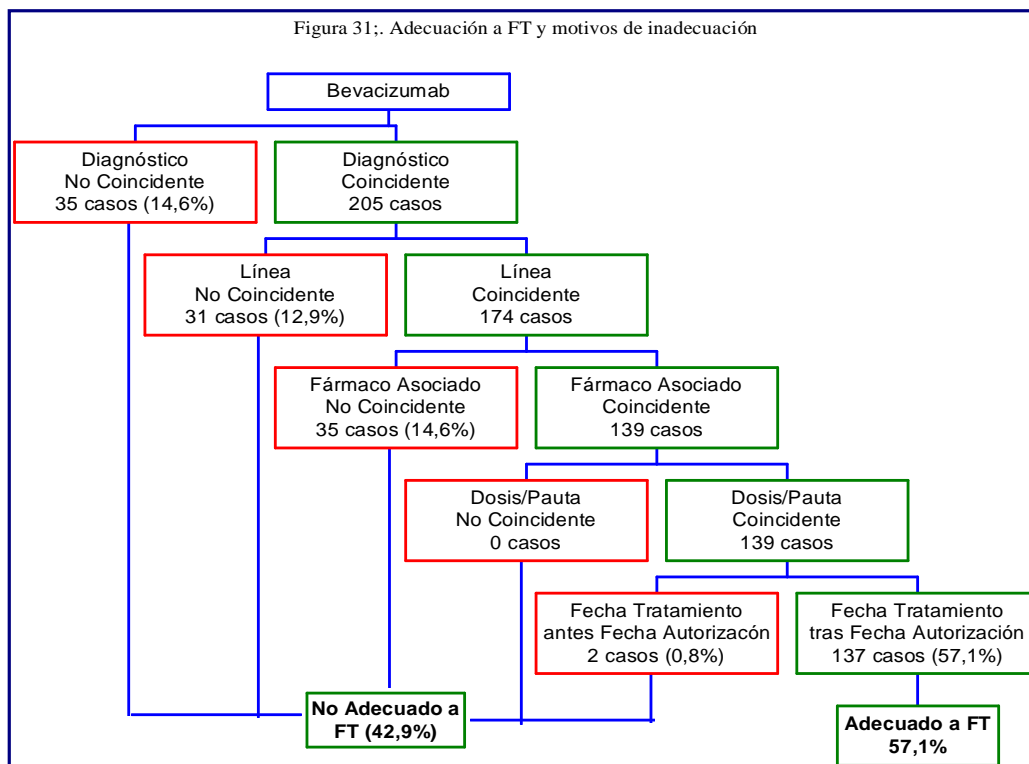 Figura 31;. Adecuación a FT y motivos de inadecuación
Bevacizumab
Diagnóstico
No Coincidente
35 casos (14,6%)
Diagnóstico
Coincidente
205 casos
Línea
No Coincidente
31 casos (12,9%)
Línea
Coincidente
174 casos
Fármaco Asociado
No Coincidente
35 casos (14,6%)
Fármaco Asociado
Coincidente
139 casos
Dosis/Pauta
No Coincidente
0 casos
Dosis/Pauta
Coincidente
139 casos
Fecha Tratamiento
antes Fecha Autorizacón
2 casos (0,8%)
Fecha Tratamiento
tras Fecha Autorización
137 casos (57,1%)
No Adecuado a
FT (42,9%)
Adecuado a FT
57,1%